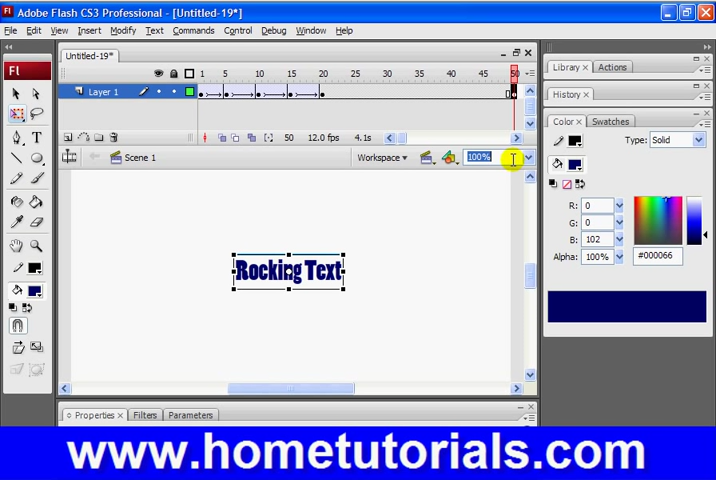 Adobe Flash CS3 Professional - [Untitled-19*]
File Edit View Insert Modify Text Commands Control Debug Window Help
Untitled-19*
Fl
1 5 10 15 20 25 30 35 40 45 50
Layer 1
50 12.0 fps 4.1s
Scene 1
Workspace
100%
Rocking Text
Properties Filters Parameters
Library Actions
History
Color Swatches
Type: Solid
R: 0
G: 0
B: 102
Alpha: 100% #000066
www.hometutorials.com